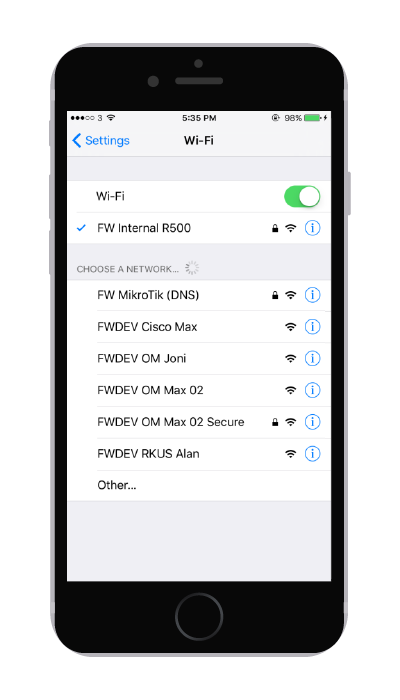 3 5:35 PM 98%
Settings Wi-Fi
Wi-Fi
FW Internal R500
CHOOSE A NETWORK...
FW MikroTik (DNS)
FWDEV Cisco Max
FWDEV OM Joni
FWDEV OM Max 02
FWDEV OM Max 02 Secure
FWDEV RKUS Alan
Other...